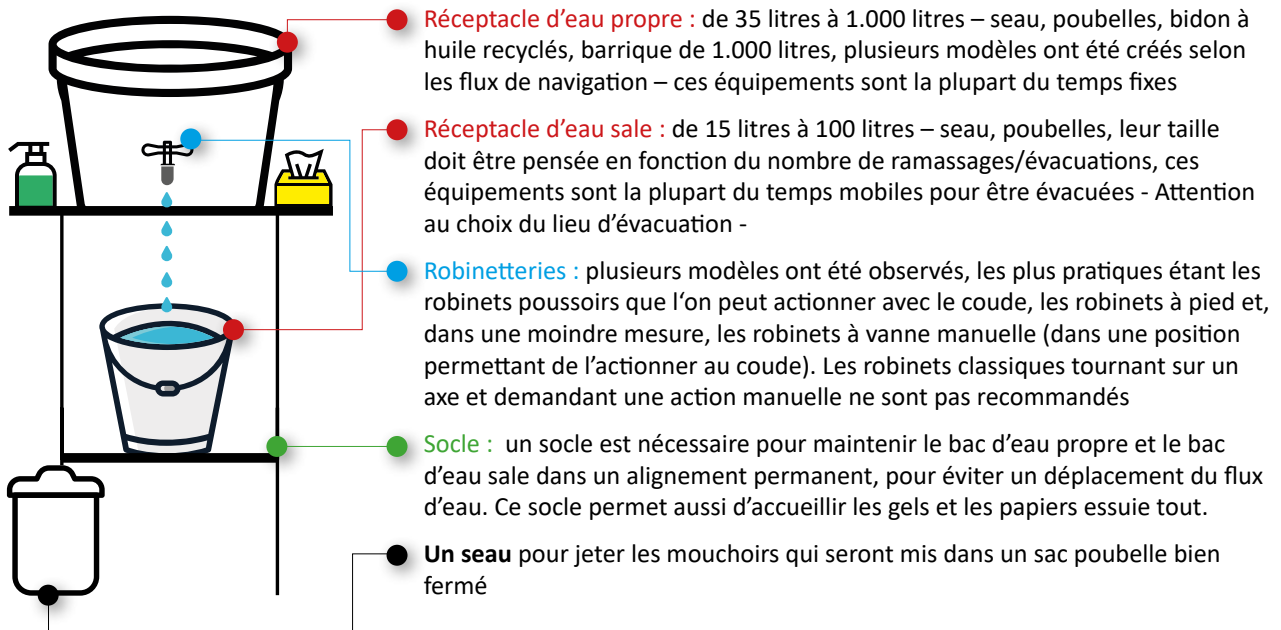 Réceptacle d’eau propre : de 35 litres à 1.000 litres – seau, poubelles, bidon à
huile recyclés, barrique de 1.000 litres, plusieurs modèles ont été créés selon
les flux de navigation – ces équipements sont la plupart du temps fixes
Réceptacle d’eau sale : de 15 litres à 100 litres – seau, poubelles, leur taille
doit être pensée en fonction du nombre de ramassages/évacuations, ces
équipements sont la plupart du temps mobiles pour être évacuées - Attention
au choix du lieu d’évacuation -
Robinetteries : plusieurs modèles ont été observés, les plus pratiques étant les
robinets poussoirs que l‘on peut actionner avec le coude, les robinets à pied et,
dans une moindre mesure, les robinets à vanne manuelle (dans une position
permettant de l’actionner au coude). Les robinets classiques tournant sur un
axe et demandant une action manuelle ne sont pas recommandés
Socle : un socle est nécessaire pour maintenir le bac d’eau propre et le bac
d’eau sale dans un alignement permanent, pour éviter un déplacement du flux
d’eau. Ce socle permet aussi d’accueillir les gels et les papiers essuie tout.
Un seau pour jeter les mouchoirs qui seront mis dans un sac poubelle bien
fermé